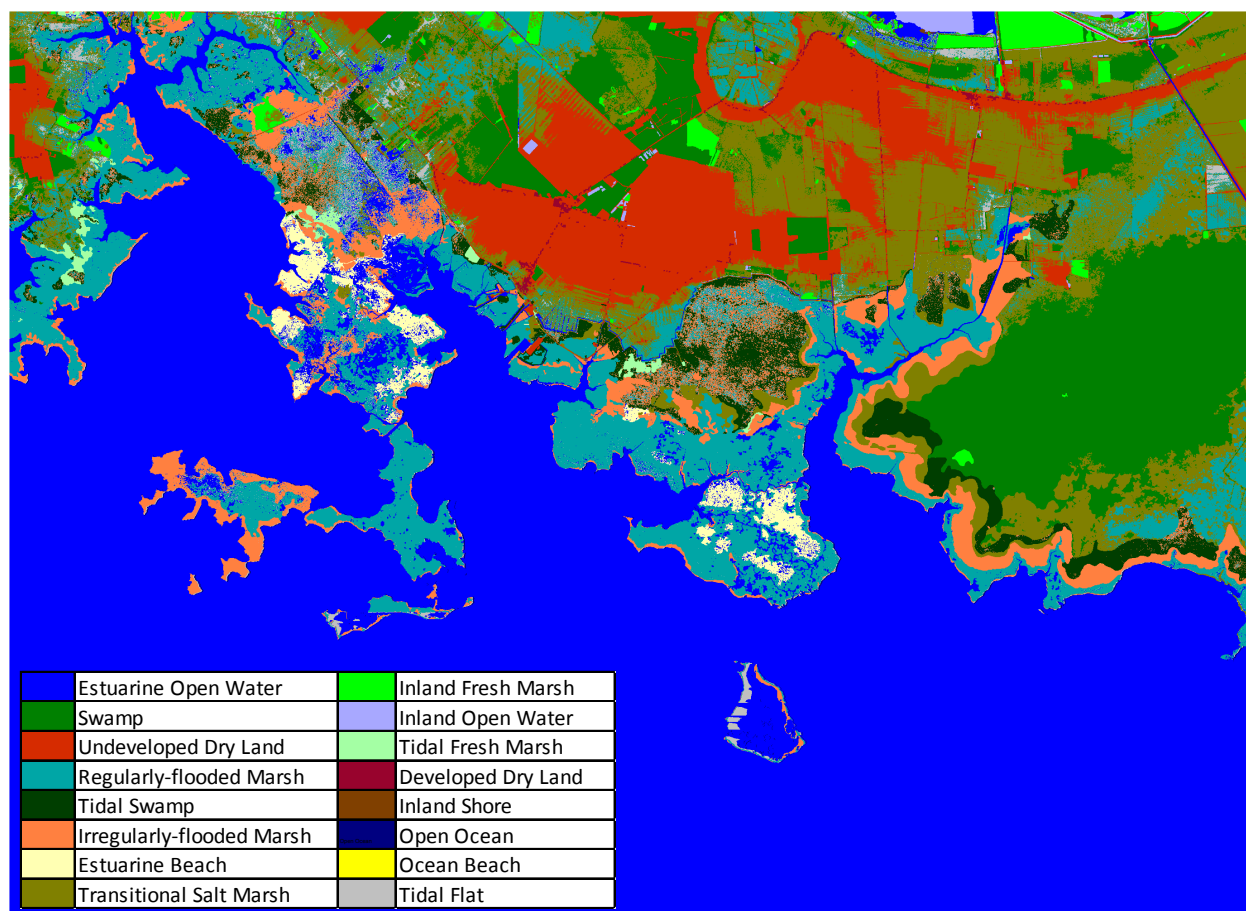 Estuarine Open Water Inland Fresh Marsh
Swamp Inland Open Water
Undeveloped Dry Land Tidal Fresh Marsh
Regularly-flooded Marsh Developed Dry Land
Tidal Swamp Inland Shore
Irregularly-flooded Marsh Open Ocean
Estuarine Beach Ocean Beach
Transitional Salt Marsh Tidal Flat